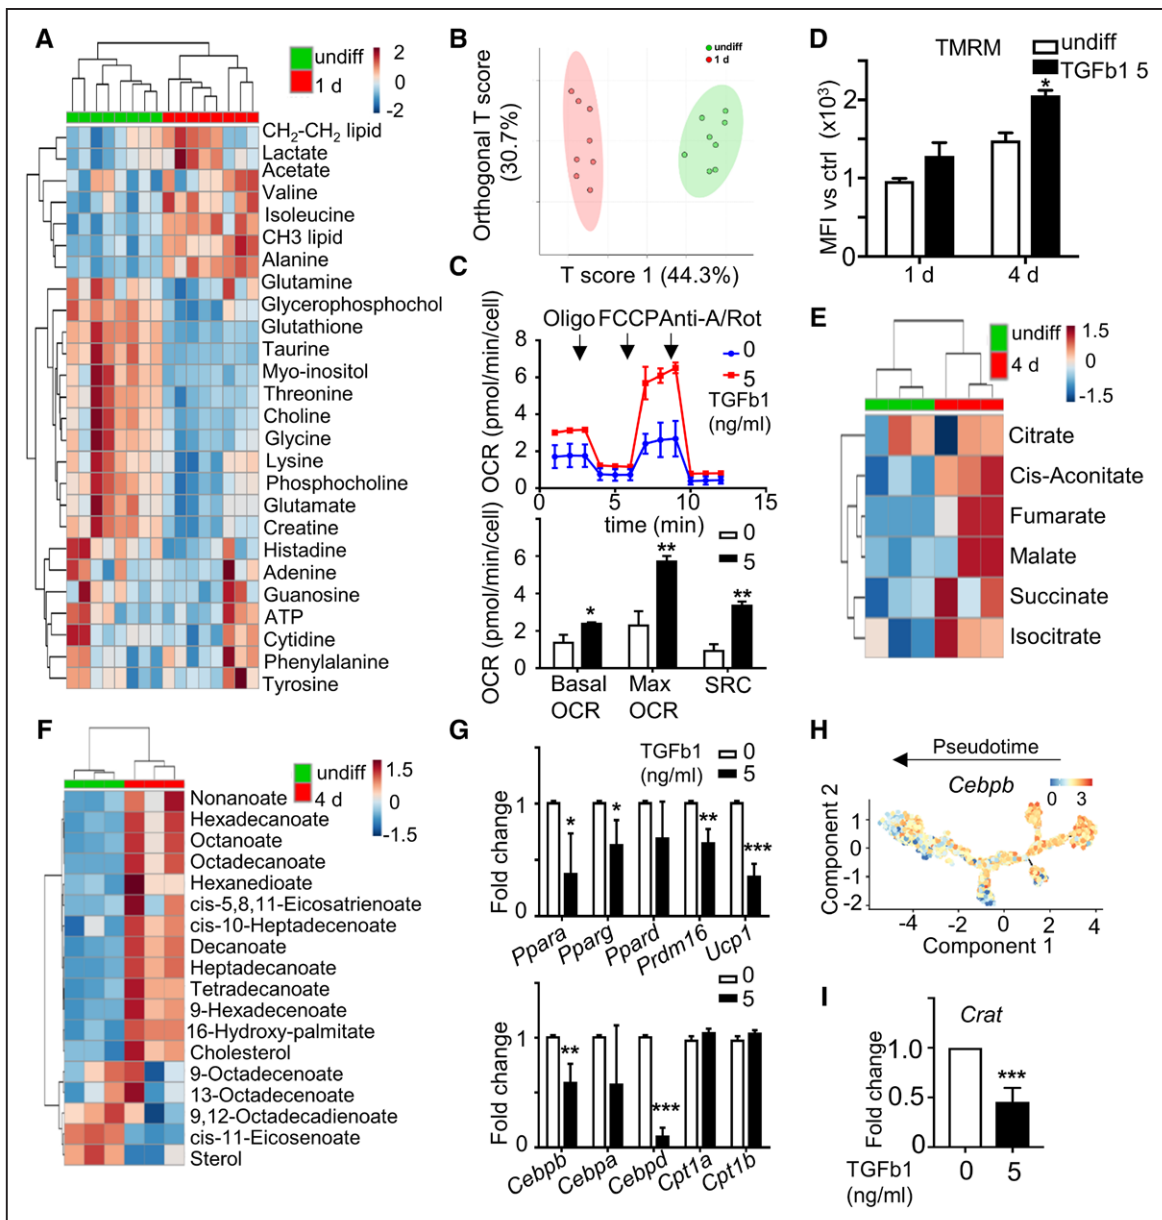 A
undiff
1 d
2
0
-2
CH2-CH2 lipid
Lactate
Acetate
Valine
Isoleucine
CH3 lipid
Alanine
Glutamine
Glycerophosphochol
Glutathione
Taurine
Myo-inositol
Threonine
Choline
Glycine
Lysine
Phosphocholine
Glutamate
Creatine
Histadine
Adenine
Guanosine
ATP
Cytidine
Phenylalanine
Tyrosine
B
undiff
1 d
Orthogonal T score
(30.7%)
T score 1 (44.3%)
C
Oligo FCCPAnti-A/Rot
OCR (pmol/min/cell)
8
6
4
2
0
0
5
TGFb1
(ng/ml)
0 5 10 15
time (min)
OCR (pmol/min/cell)
6
4
2
0
0
5
*
**
**
Basal
OCR
Max
OCR
SRC
D
TMRM
undiff
TGFb1 5
MFI vs ctrl (x10³)
2
1
0
*
1 d
4 d
E
undiff
4 d
1.5
0
-1.5
Citrate
Cis-Aconitate
Fumarate
Malate
Succinate
Isocitrate
F
undiff
4 d
1.5
0
-1.5
Nonanoate
Hexadecanoate
Octanoate
Octadecanoate
Hexanedioate
cis-5,8,11-Eicosatrienoate
cis-10-Heptadecenoate
Decanoate
Heptadecanoate
Tetradecanoate
9-Hexadecenoate
16-Hydroxy-palmitate
Cholesterol
9-Octadecenoate
13-Octadecenoate
9,12-Octadecadienoate
cis-11-Eicosenoate
Sterol
G
TGFb1
(ng/ml)
0
5
Fold change
1
0
*
*
**
***
Ppara
Pparg
Ppard
Prdm16
Ucp1
0
5
Fold change
1
0
**
***
Cebpb
Cebpa
Cebpd
Cpt1a
Cpt1b
H
Pseudotime
Cebpb
0 3
Component 2
1
0
-1
-2
-4 -2 0 2 4
Component 1
I
Crat
Fold change
1.0
0.5
0
***
TGFb1
(ng/ml)
0 5